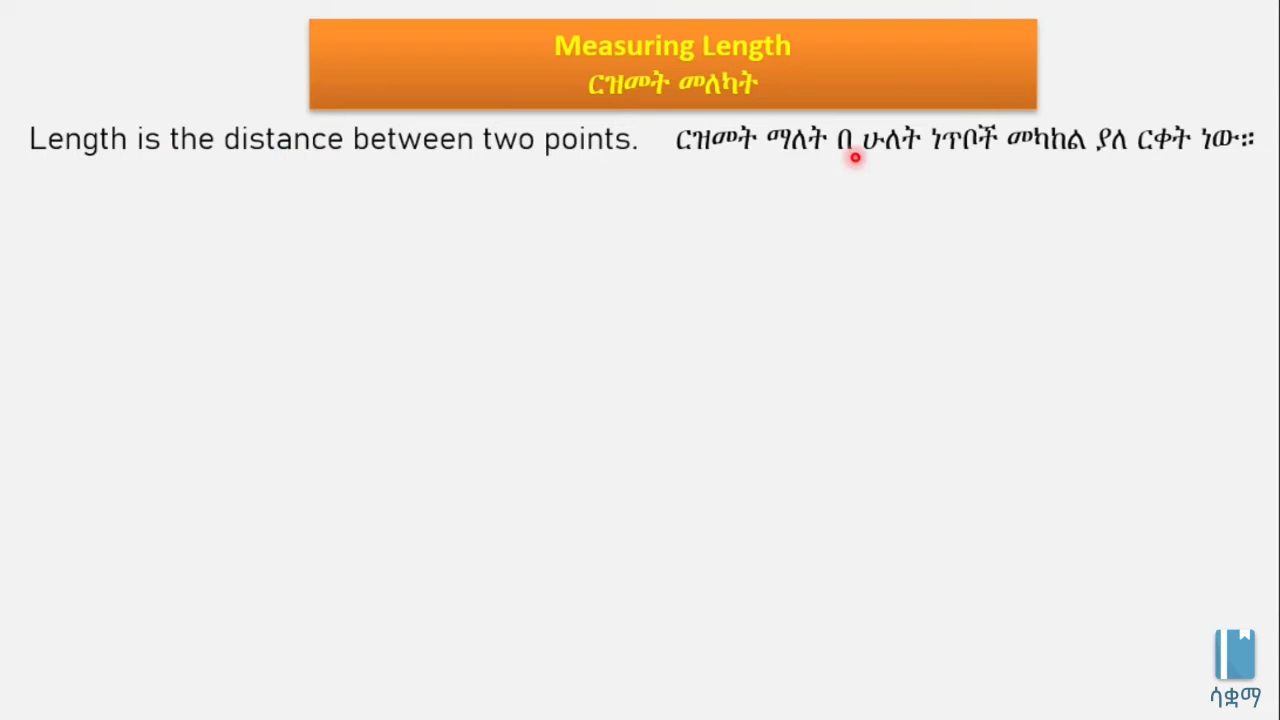 Measuring Length
ርዝመት መለካት
Length is the distance between two points. ርዝመት ማለት በ ሁለት ነጥቦች መካከል ያለ ርቀት ነው።
ሳቋማ